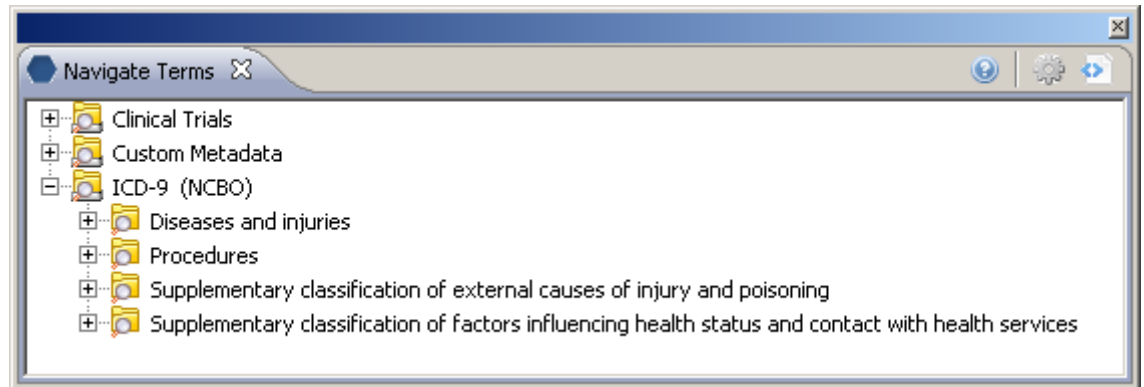 Navigate Terms
Clinical Trials
Custom Metadata
ICD-9 (NCBO)
Diseases and injuries
Procedures
Supplementary classification of external causes of injury and poisoning
Supplementary classification of factors influencing health status and contact with health services